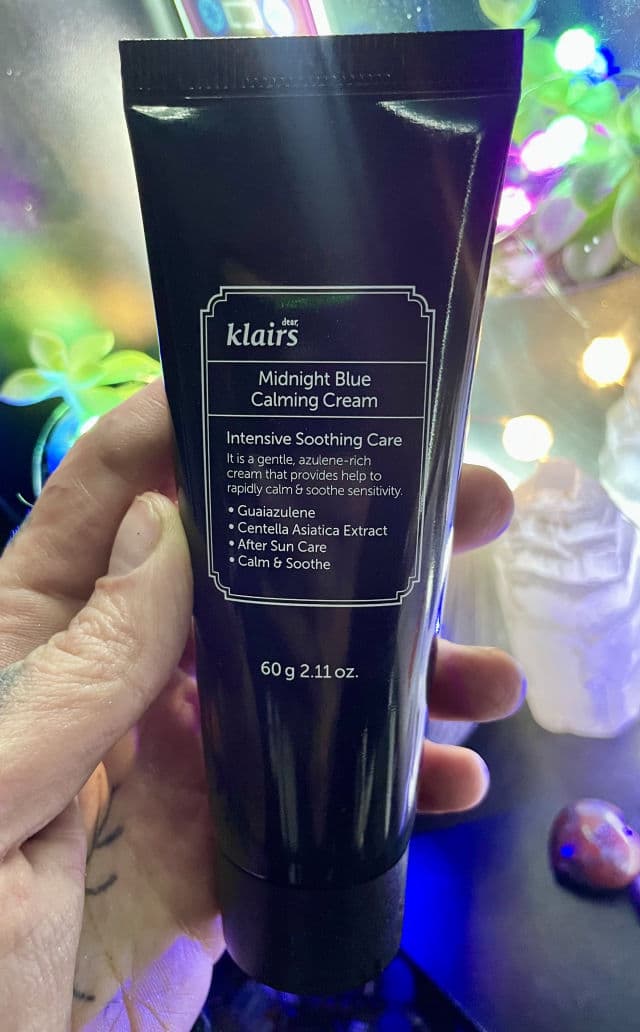 dear,
klairs
Midnight Blue
Calming Cream
Intensive Soothing Care
It is a gentle, azulene-rich
cream that provides help to
rapidly calm & soothe sensitivity.
• Guaiazulene
• Centella Asiatica Extract
• After Sun Care
• Calm & Soothe
60 g 2.11 oz.